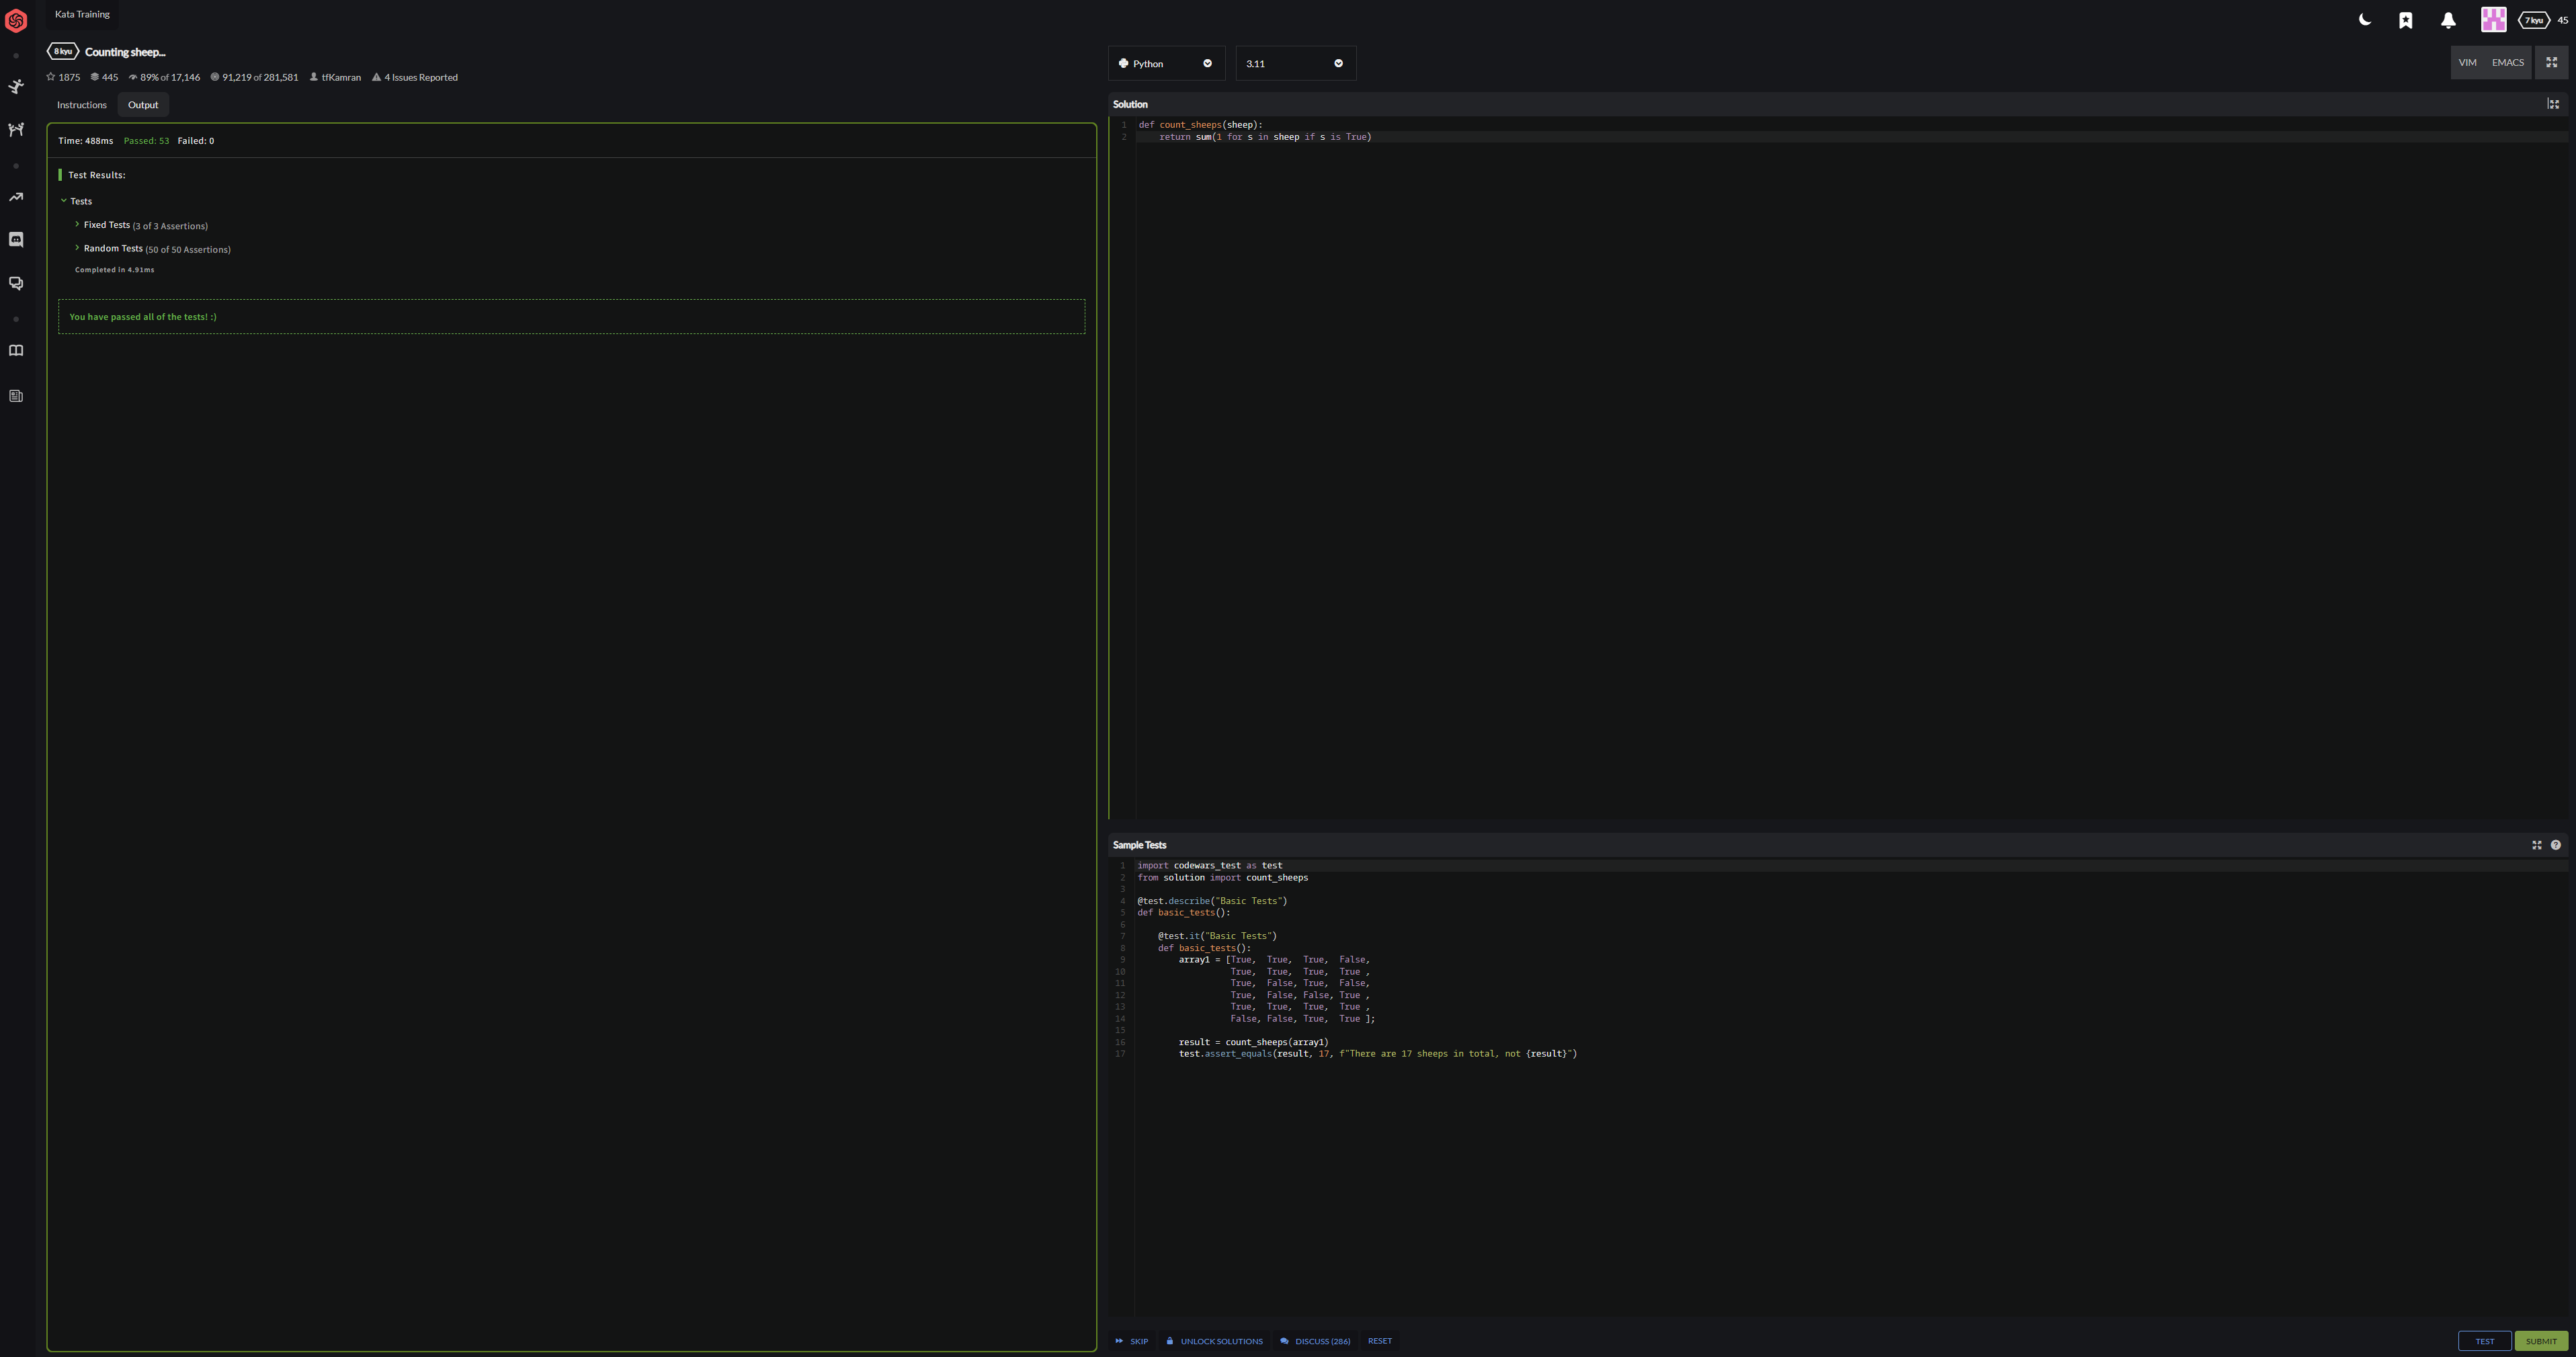 Kata Training
7 kyu 45
8 kyu Counting sheep...
1875 445 89% of 17,146 91,219 of 281,581 tfKamran 4 Issues Reported
Instructions Output
Time: 488ms Passed: 53 Failed: 0
Test Results:
Tests
Fixed Tests (3 of 3 Assertions)
Random Tests (50 of 50 Assertions)
Completed in 4.91ms
You have passed all of the tests! :)
Python 3.11 VIM EMACS
Solution
1 def count_sheeps(sheep):
2     return sum(1 for s in sheep if s is True)
Sample Tests
1 import codewars_test as test
2 from solution import count_sheeps
3
4 @test.describe("Basic Tests")
5 def basic_tests():
6
7     @test.it("Basic Tests")
8     def basic_tests():
9         array1 = [True,  True,  True,  False,
10                   True,  True,  True,  True ,
11                   True,  False, True,  False,
12                   True,  False, False, True ,
13                   True,  True,  True,  True ,
14                   False, False, True,  True ];
15
16         result = count_sheeps(array1)
17         test.assert_equals(result, 17, f"There are 17 sheeps in total, not {result}")
SKIP UNLOCK SOLUTIONS DISCUSS (286) RESET TEST SUBMIT